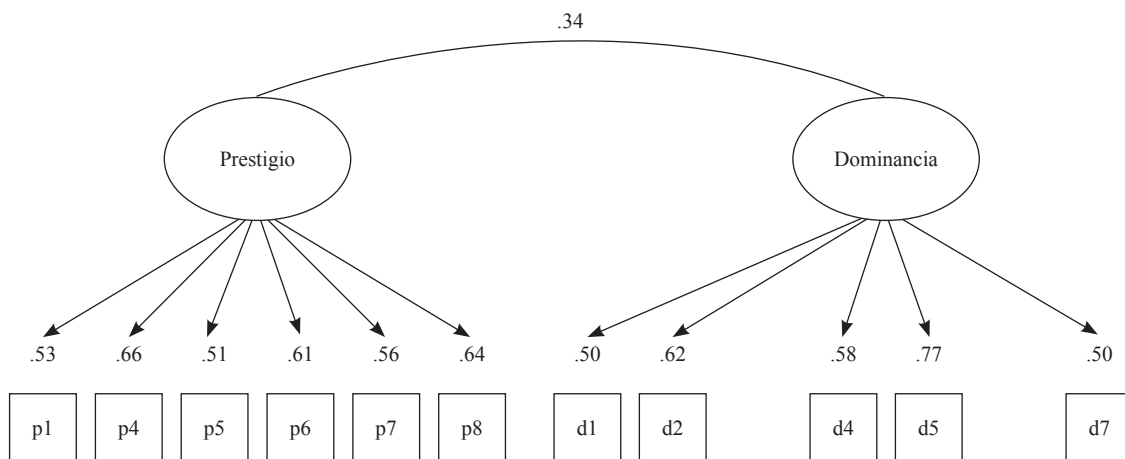 .34
Prestigio Dominancia
.53 .66 .51 .61 .56 .64 .50 .62 .58 .77 .50
p1 p4 p5 p6 p7 p8 d1 d2 d4 d5 d7